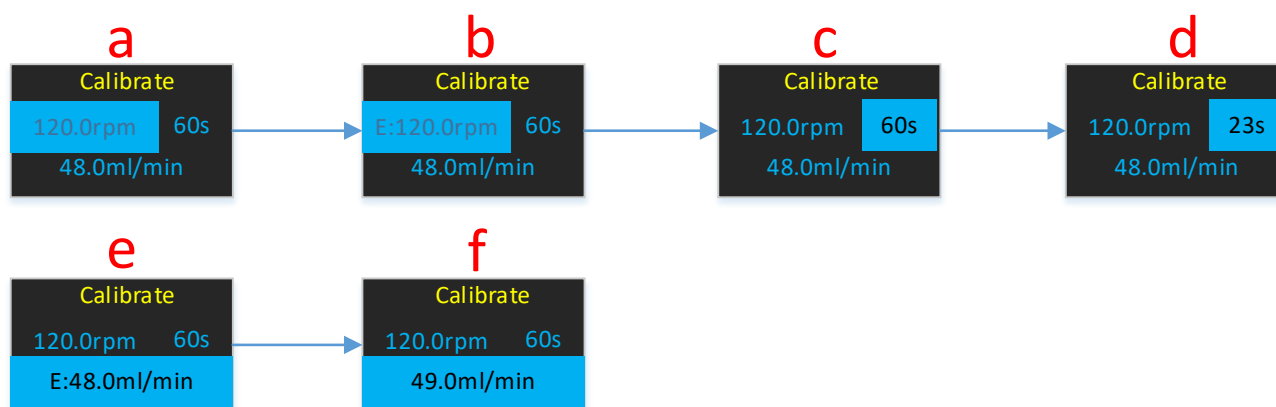 a
b
c
d
Calibrate
Calibrate
Calibrate
Calibrate
120.0rpm 60s
E:120.0rpm 60s
120.0rpm 60s
120.0rpm 23s
48.0ml/min
48.0ml/min
48.0ml/min
48.0ml/min
e
f
Calibrate
Calibrate
120.0rpm 60s
120.0rpm 60s
E:48.0ml/min
49.0ml/min